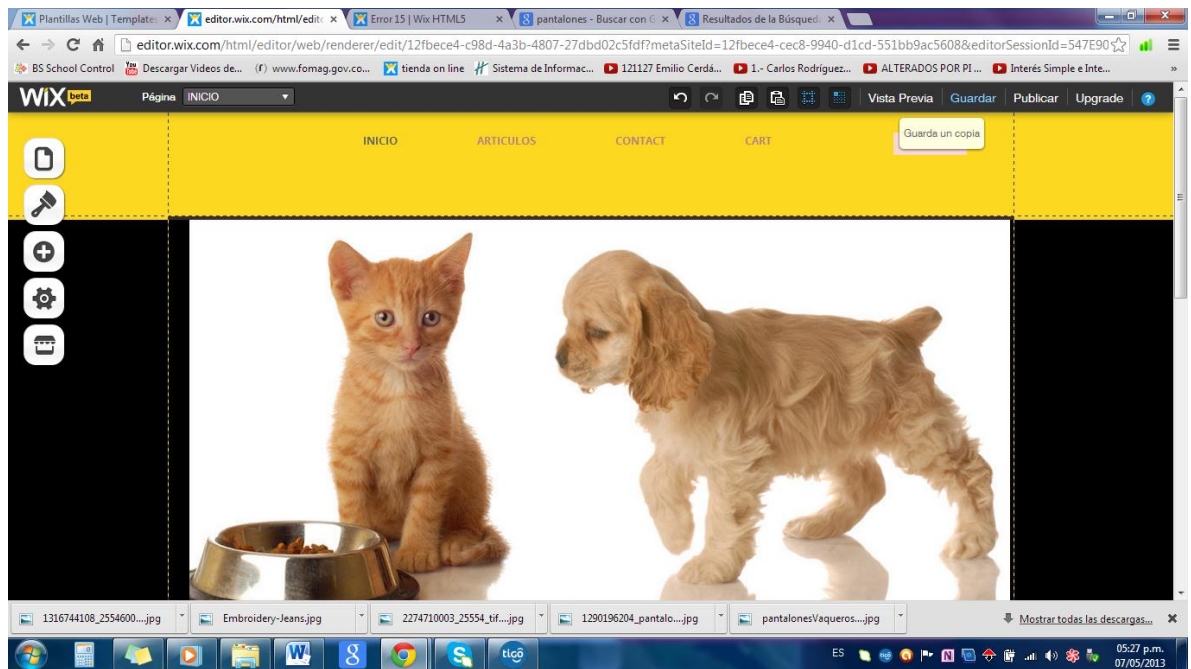 Plantillas Web | Templates
editor.wix.com/html/edito
Error 15 | Wix HTML5
pantalones - Buscar con G
Resultados de la Búsqued
editor.wix.com/html/editor/web/renderer/edit/12fbece4-c98d-4a3b-4807-27dbd02c5fdf?metaSiteId=12fbece4-cec8-9940-d1cd-551bb9ac5608&editorSessionId=547E90
BS School Control
Descargar Videos de...
www.fomag.gov.co...
tienda on line
Sistema de Informac...
121127 Emilio Cerdá...
1.- Carlos Rodríguez...
ALTERADOS POR PI ...
Interés Simple e Inte...
WiX beta
Página
INICIO
Vista Previa
Guardar
Publicar
Upgrade
?
Guarda un copia
INICIO
ARTICULOS
CONTACT
CART
1316744108_2554600....jpg
Embroidery-Jeans.jpg
2274710003_25554_tif....jpg
1290196204_pantalo....jpg
pantalonesVaqueros....jpg
Mostrar todas las descargas...
tigo
ES
05:27 p.m.
07/05/2013